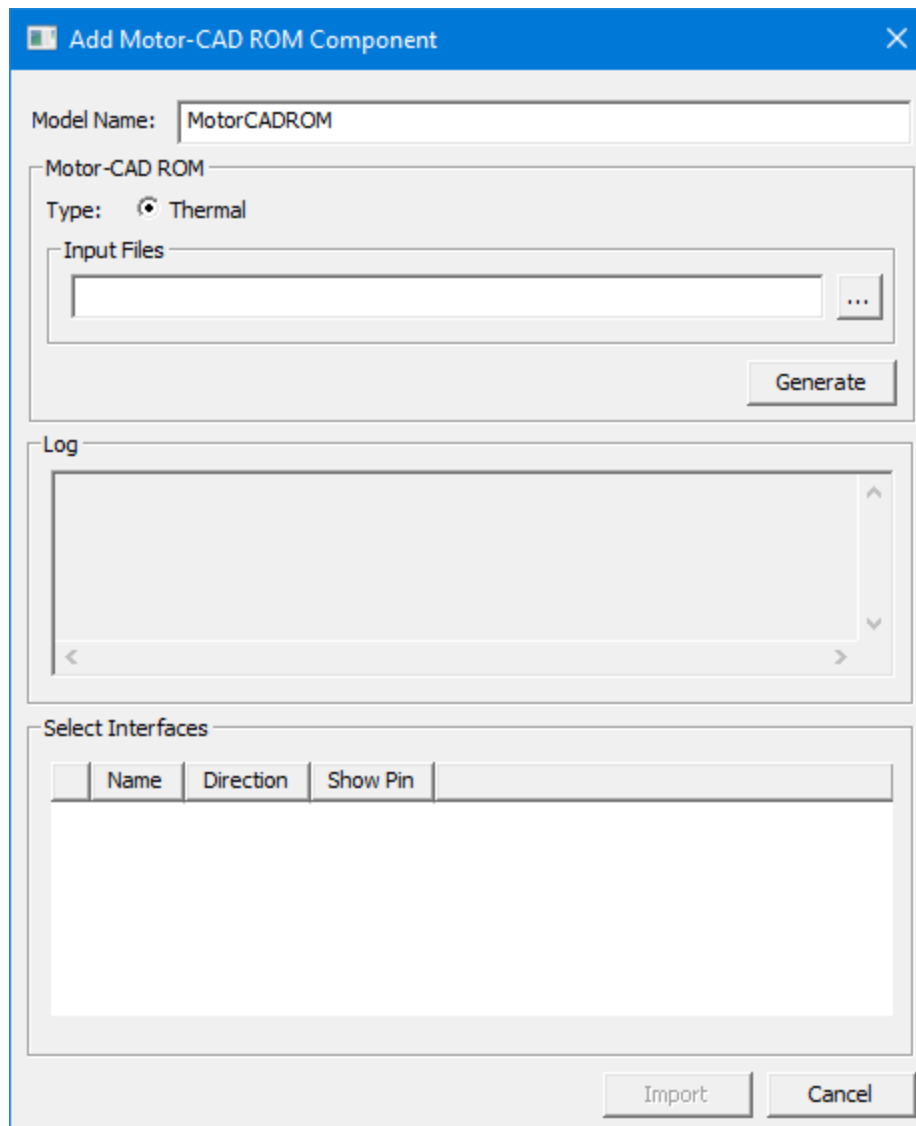 Add Motor-CAD ROM Component
Model Name: MotorCADROM
Motor-CAD ROM
Type: Thermal
Input Files
...
Generate
Log
Select Interfaces
Name Direction Show Pin
Import Cancel